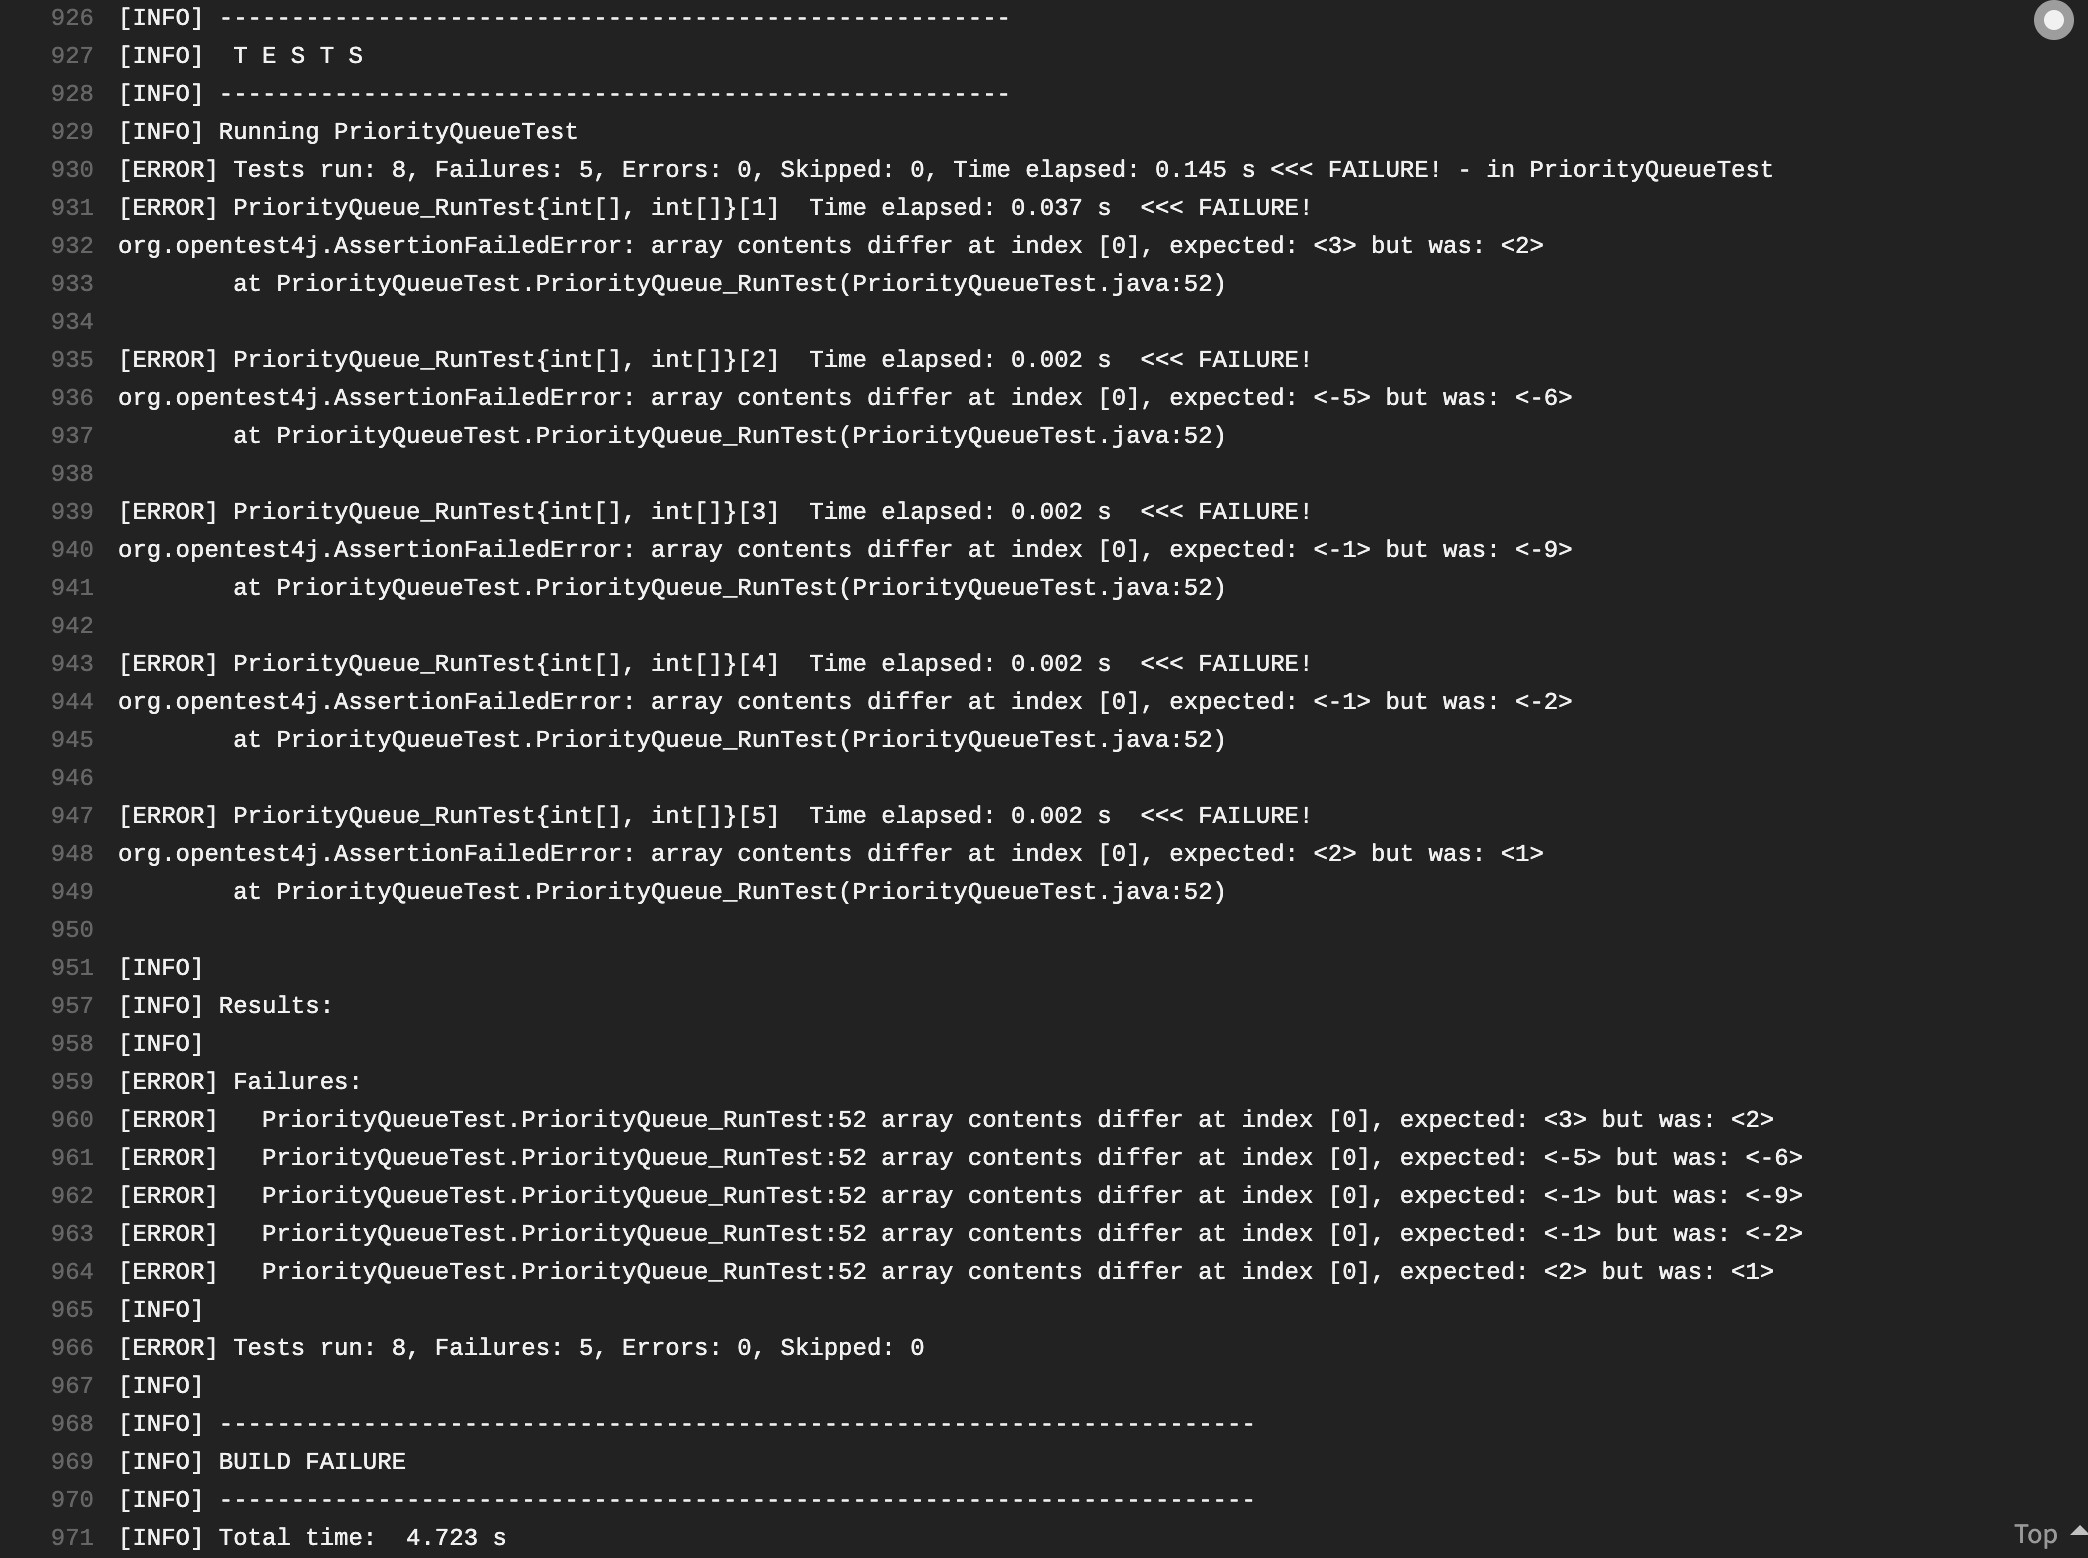 926 [INFO] -------------------------------------------------------
927 [INFO]  T E S T S
928 [INFO] -------------------------------------------------------
929 [INFO] Running PriorityQueueTest
930 [ERROR] Tests run: 8, Failures: 5, Errors: 0, Skipped: 0, Time elapsed: 0.145 s <<< FAILURE! - in PriorityQueueTest
931 [ERROR] PriorityQueue_RunTest{int[], int[]}[1]  Time elapsed: 0.037 s  <<< FAILURE!
932 org.opentest4j.AssertionFailedError: array contents differ at index [0], expected: <3> but was: <2>
933         at PriorityQueueTest.PriorityQueue_RunTest(PriorityQueueTest.java:52)
934
935 [ERROR] PriorityQueue_RunTest{int[], int[]}[2]  Time elapsed: 0.002 s  <<< FAILURE!
936 org.opentest4j.AssertionFailedError: array contents differ at index [0], expected: <-5> but was: <-6>
937         at PriorityQueueTest.PriorityQueue_RunTest(PriorityQueueTest.java:52)
938
939 [ERROR] PriorityQueue_RunTest{int[], int[]}[3]  Time elapsed: 0.002 s  <<< FAILURE!
940 org.opentest4j.AssertionFailedError: array contents differ at index [0], expected: <-1> but was: <-9>
941         at PriorityQueueTest.PriorityQueue_RunTest(PriorityQueueTest.java:52)
942
943 [ERROR] PriorityQueue_RunTest{int[], int[]}[4]  Time elapsed: 0.002 s  <<< FAILURE!
944 org.opentest4j.AssertionFailedError: array contents differ at index [0], expected: <-1> but was: <-2>
945         at PriorityQueueTest.PriorityQueue_RunTest(PriorityQueueTest.java:52)
946
947 [ERROR] PriorityQueue_RunTest{int[], int[]}[5]  Time elapsed: 0.002 s  <<< FAILURE!
948 org.opentest4j.AssertionFailedError: array contents differ at index [0], expected: <2> but was: <1>
949         at PriorityQueueTest.PriorityQueue_RunTest(PriorityQueueTest.java:52)
950
951 [INFO]
957 [INFO] Results:
958 [INFO]
959 [ERROR] Failures:
960 [ERROR]   PriorityQueueTest.PriorityQueue_RunTest:52 array contents differ at index [0], expected: <3> but was: <2>
961 [ERROR]   PriorityQueueTest.PriorityQueue_RunTest:52 array contents differ at index [0], expected: <-5> but was: <-6>
962 [ERROR]   PriorityQueueTest.PriorityQueue_RunTest:52 array contents differ at index [0], expected: <-1> but was: <-9>
963 [ERROR]   PriorityQueueTest.PriorityQueue_RunTest:52 array contents differ at index [0], expected: <-1> but was: <-2>
964 [ERROR]   PriorityQueueTest.PriorityQueue_RunTest:52 array contents differ at index [0], expected: <2> but was: <1>
965 [INFO]
966 [ERROR] Tests run: 8, Failures: 5, Errors: 0, Skipped: 0
967 [INFO]
968 [INFO] ------------------------------------------------------------------------
969 [INFO] BUILD FAILURE
970 [INFO] ------------------------------------------------------------------------
971 [INFO] Total time:  4.723 s
Top